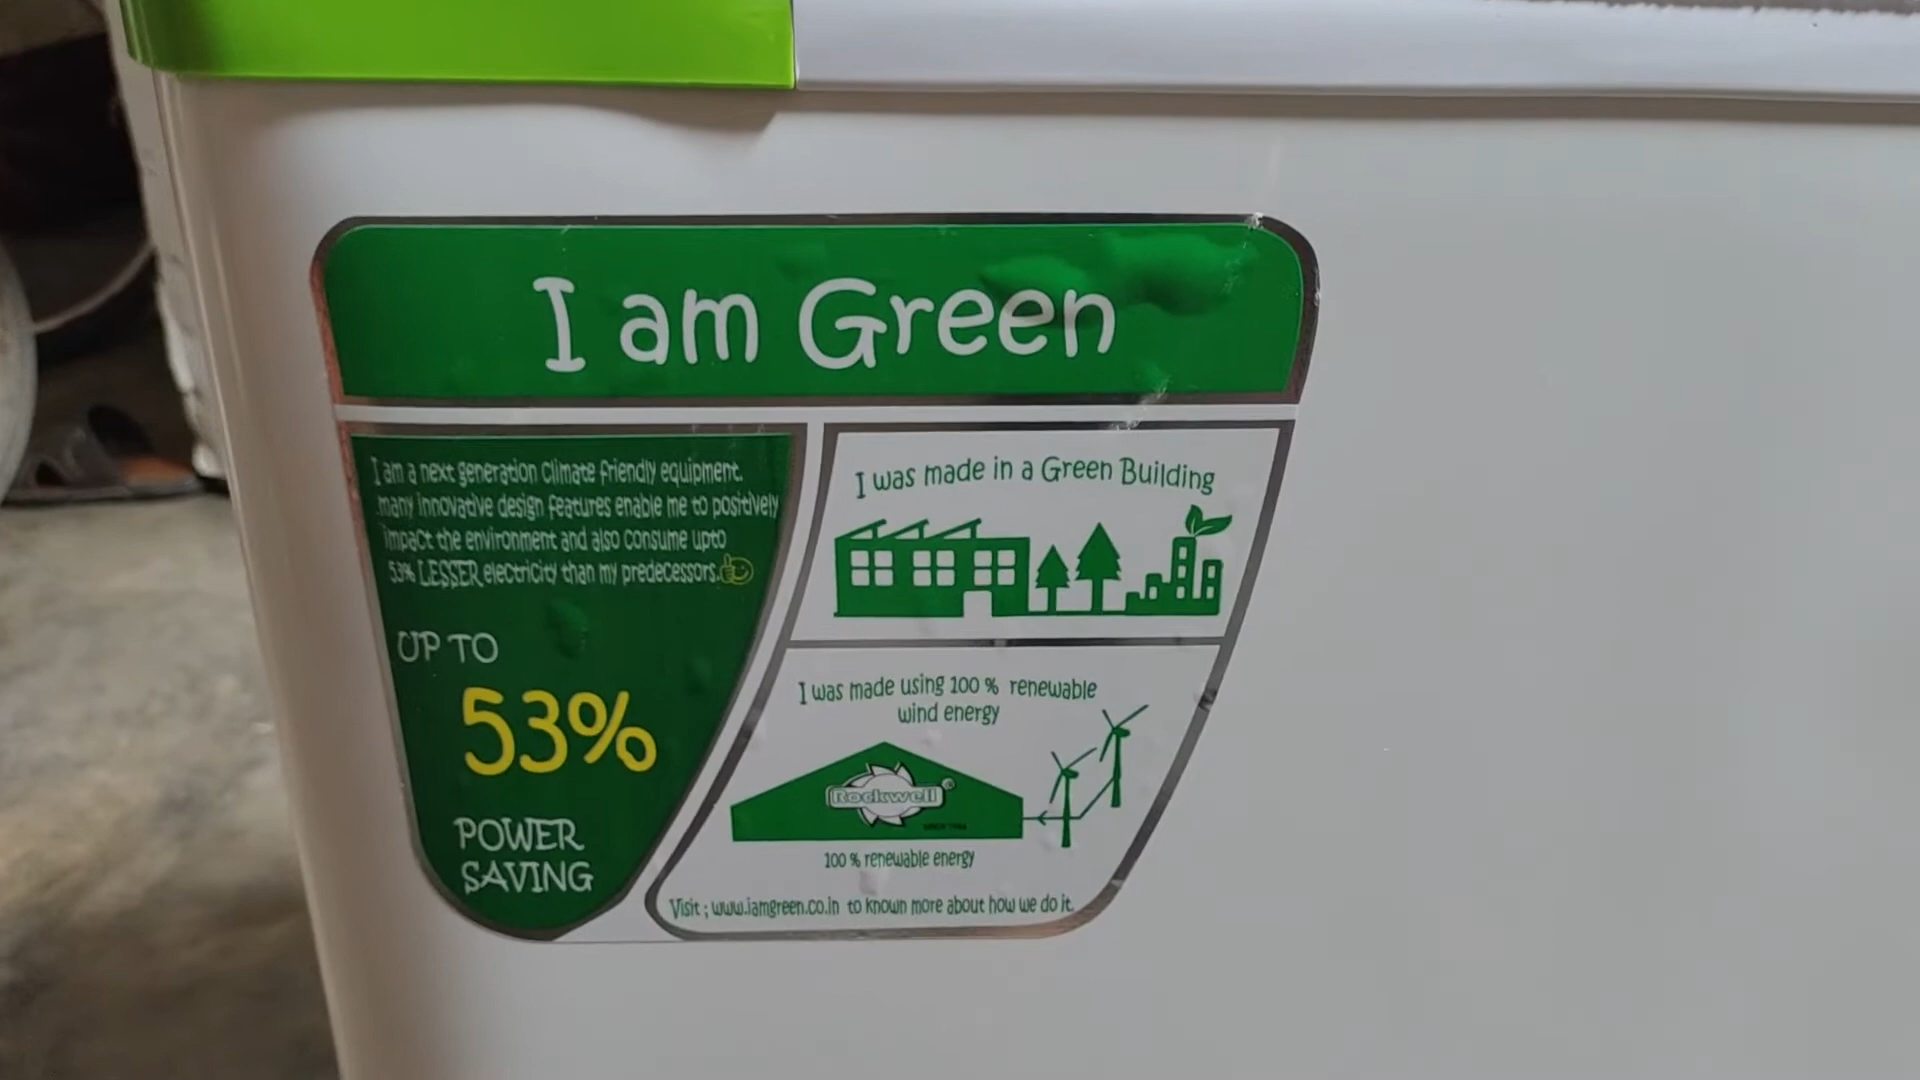 I am Green
I am a next generation climate friendly equipment.
many innovative design features enable me to positively
impact the environment and also consume upto
53% LESSER electricity than my predecessors.
UP TO
53%
POWER
SAVING
I was made in a Green Building
I was made using 100 % renewable
wind energy
Rockwell®
100 % renewable energy
Visit ; www.iamgreen.co.in to known more about how we do it.